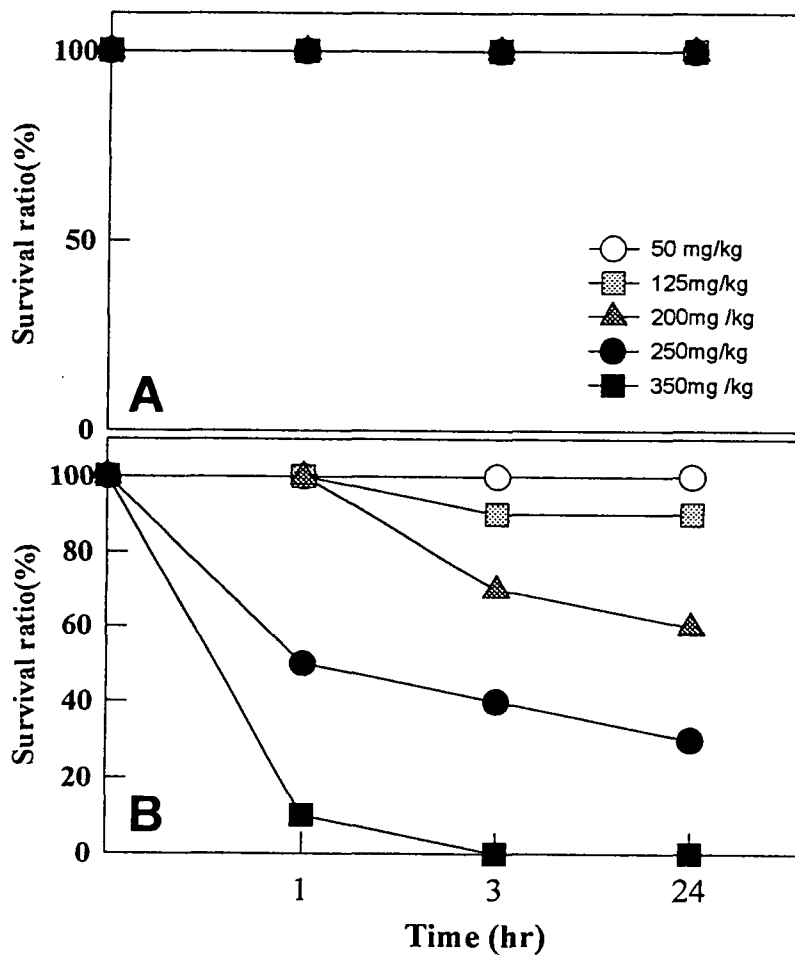 Survival ratio(%)
100
50
0
A
50 mg/kg
125mg/kg
200mg /kg
250mg/kg
350mg /kg
Survival ratio(%)
100
80
60
40
20
0
B
1 3 24
Time (hr)